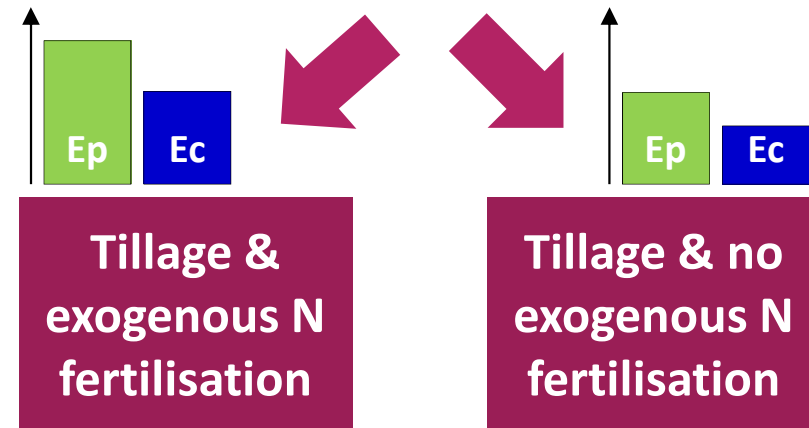 Ep Ec
Ep Ec
Tillage &
exogenous N
fertilisation
Tillage & no
exogenous N
fertilisation